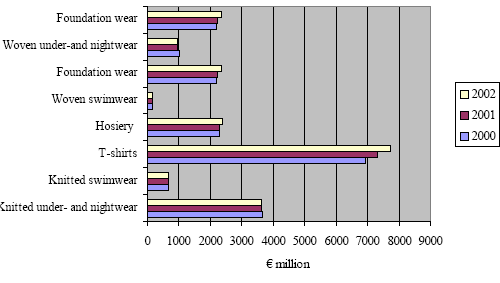 Foundation wear
Woven under-and nightwear
Foundation wear
Woven swimwear
Hosiery
T-shirts
Knitted swimwear
Knitted under- and nightwear
0 1000 2000 3000 4000 5000 6000 7000 8000 9000
€ million
2002
2001
2000